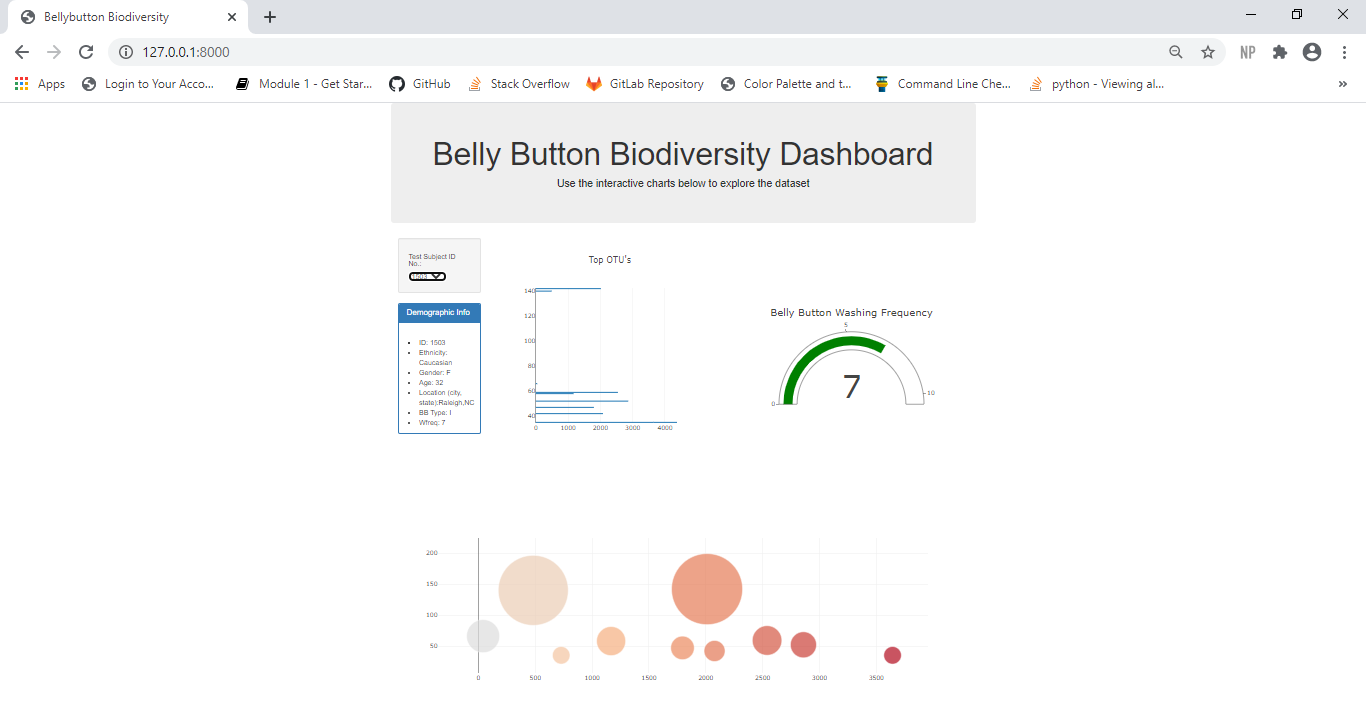 Bellybutton Biodiversity
127.0.0.1:8000
NP
Apps
Login to Your Acco...
Module 1 - Get Star...
GitHub
Stack Overflow
GitLab Repository
Color Palette and t...
Command Line Che...
python - Viewing al...
»
Belly Button Biodiversity Dashboard
Use the interactive charts below to explore the dataset
Test Subject ID
No.:
1503
Demographic Info
ID: 1503
Ethnicity:
Caucasian
Gender: F
Age: 32
Location (city,
state):Raleigh,NC
BB Type: I
Wfreq: 7
Top OTU's
140
120
100
80
60
40
0 1000 2000 3000 4000
Belly Button Washing Frequency
5
0
10
7
200
150
100
50
0 500 1000 1500 2000 2500 3000 3500